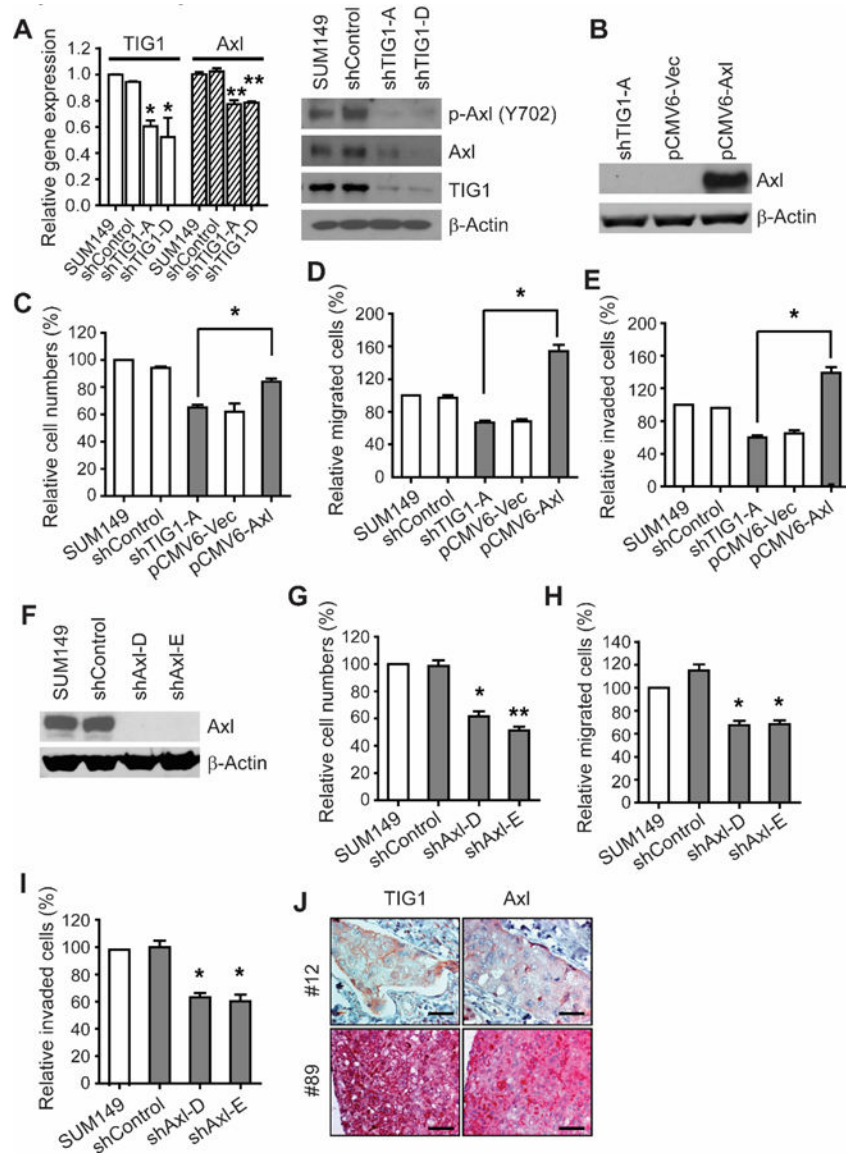 A
TIG1 Axl
Relative gene expression
1.2
1.0
0.8
0.6
0.4
0.2
0.0
* * ** **
SUM149
shControl
shTIG1-A
shTIG1-D
SUM149
shControl
shTIG1-A
shTIG1-D
SUM149
shControl
shTIG1-A
shTIG1-D
p-Axl (Y702)
Axl
TIG1
β-Actin
B
shTIG1-A
pCMV6-Vec
pCMV6-Axl
Axl
β-Actin
C
Relative cell numbers (%)
120
100
80
60
40
20
0
*
SUM149
shControl
shTIG1-A
pCMV6-Vec
pCMV6-Axl
D
Relative migrated cells (%)
200
160
120
80
40
0
*
SUM149
shControl
shTIG1-A
pCMV6-Vec
pCMV6-Axl
E
Relative invaded cells (%)
200
160
120
80
40
0
*
SUM149
shControl
shTIG1-A
pCMV6-Vec
pCMV6-Axl
F
SUM149
shControl
shAxl-D
shAxl-E
Axl
β-Actin
G
Relative cell numbers (%)
120
100
80
60
40
20
0
* **
SUM149
shControl
shAxl-D
shAxl-E
H
Relative migrated cells (%)
140
120
100
80
60
40
20
0
* *
SUM149
shControl
shAxl-D
shAxl-E
I
Relative invaded cells (%)
120
100
80
60
40
20
0
* *
SUM149
shControl
shAxl-D
shAxl-E
J
TIG1 Axl
#12
#89